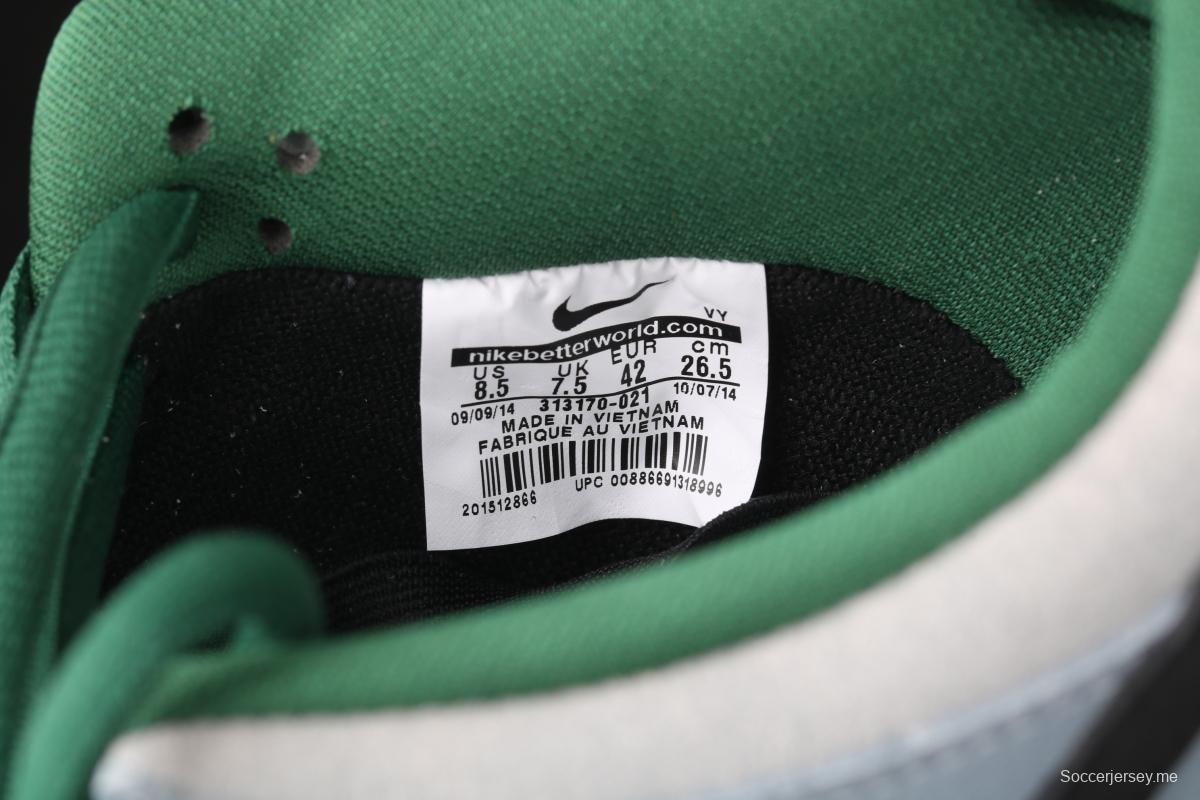 VY
nikebetterworld.com
US UK EUR cm
8.5 7.5 42 26.5
09/09/14 313170-021 10/07/14
MADE IN VIETNAM
FABRIQUE AU VIETNAM
201512866 UPC 00886691318996
Soccerjersey.me